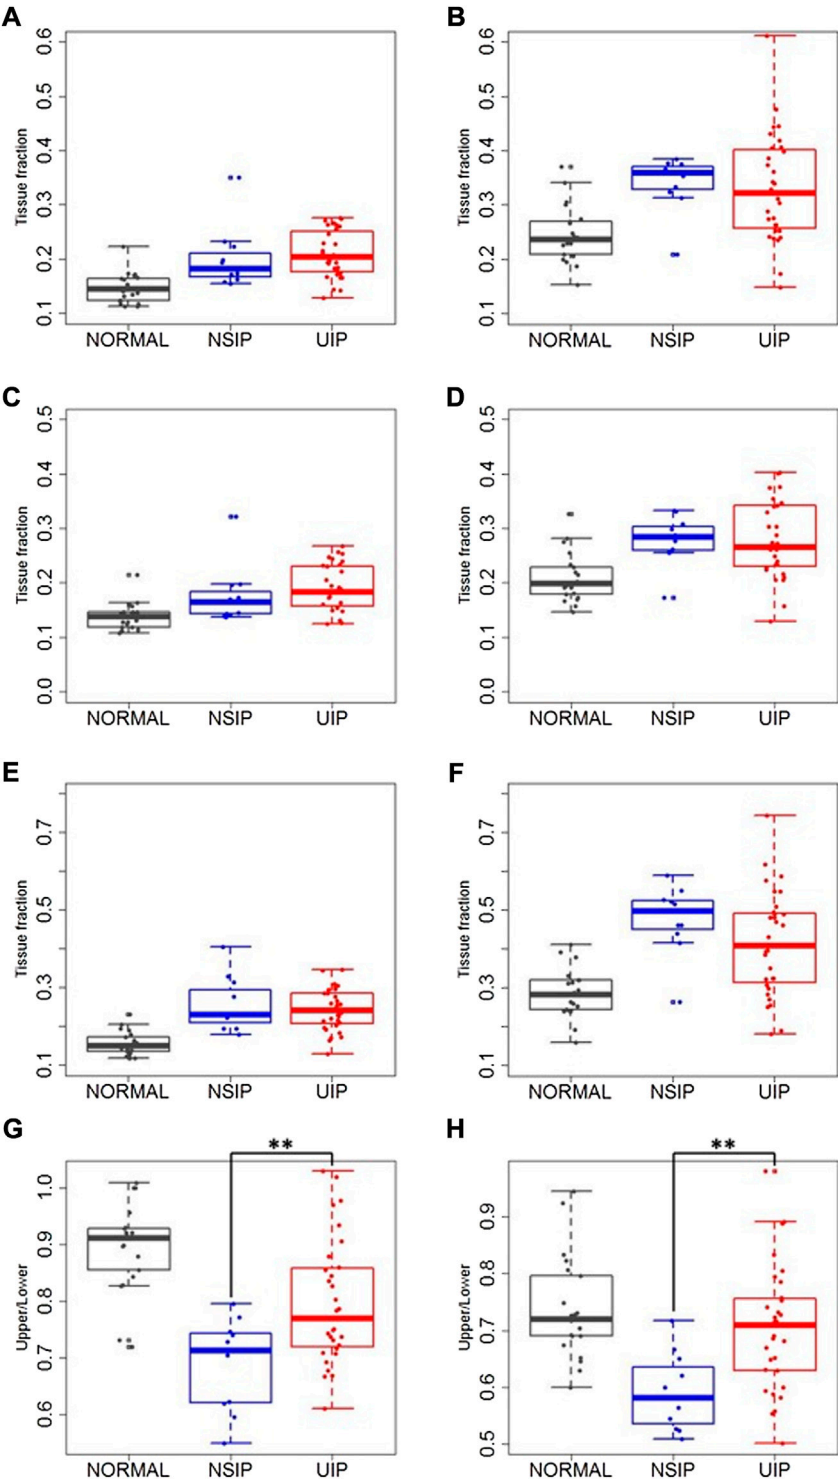 A
B
0.6
0.5
0.4
0.3
0.2
0.1
Tissue fraction
NORMAL NSIP UIP
0.6
0.5
0.4
0.3
0.2
0.1
Tissue fraction
NORMAL NSIP UIP
C
D
0.5
0.4
0.3
0.2
0.1
0.0
Tissue fraction
NORMAL NSIP UIP
0.5
0.4
0.3
0.2
0.1
0.0
Tissue fraction
NORMAL NSIP UIP
E
F
0.7
0.5
0.3
0.1
Tissue fraction
NORMAL NSIP UIP
0.7
0.5
0.3
0.1
Tissue fraction
NORMAL NSIP UIP
G
H
**
1.0
0.9
0.8
0.7
0.6
Upper/Lower
NORMAL NSIP UIP
**
0.9
0.8
0.7
0.6
0.5
Upper/Lower
NORMAL NSIP UIP